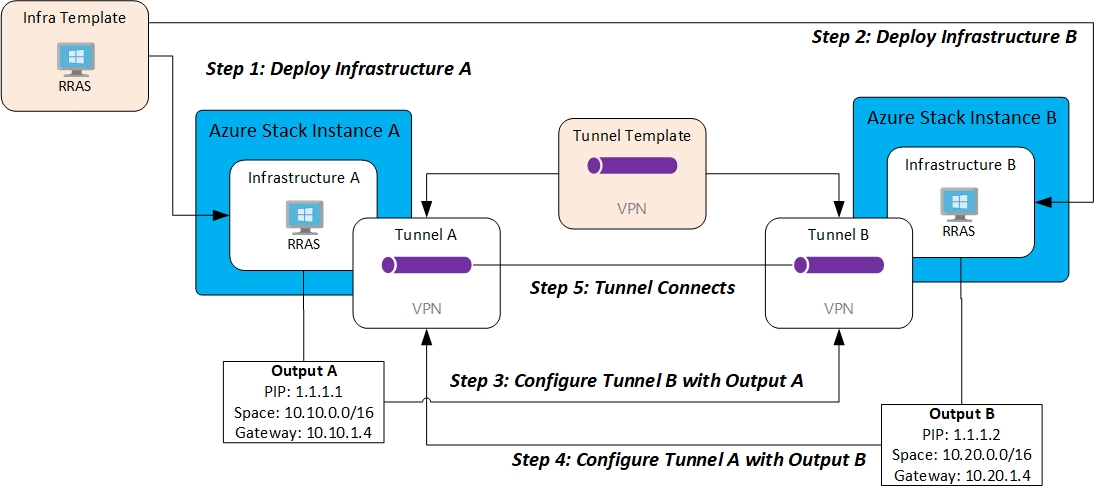 Infra Template
RRAS
Step 1: Deploy Infrastructure A
Step 2: Deploy Infrastructure B
Azure Stack Instance A
Infrastructure A
RRAS
Tunnel Template
VPN
Azure Stack Instance B
Infrastructure B
RRAS
Tunnel A
VPN
Tunnel B
VPN
Step 5: Tunnel Connects
Output A
PIP: 1.1.1.1
Space: 10.10.0.0/16
Gateway: 10.10.1.4
Step 3: Configure Tunnel B with Output A
Step 4: Configure Tunnel A with Output B
Output B
PIP: 1.1.1.2
Space: 10.20.0.0/16
Gateway: 10.20.1.4